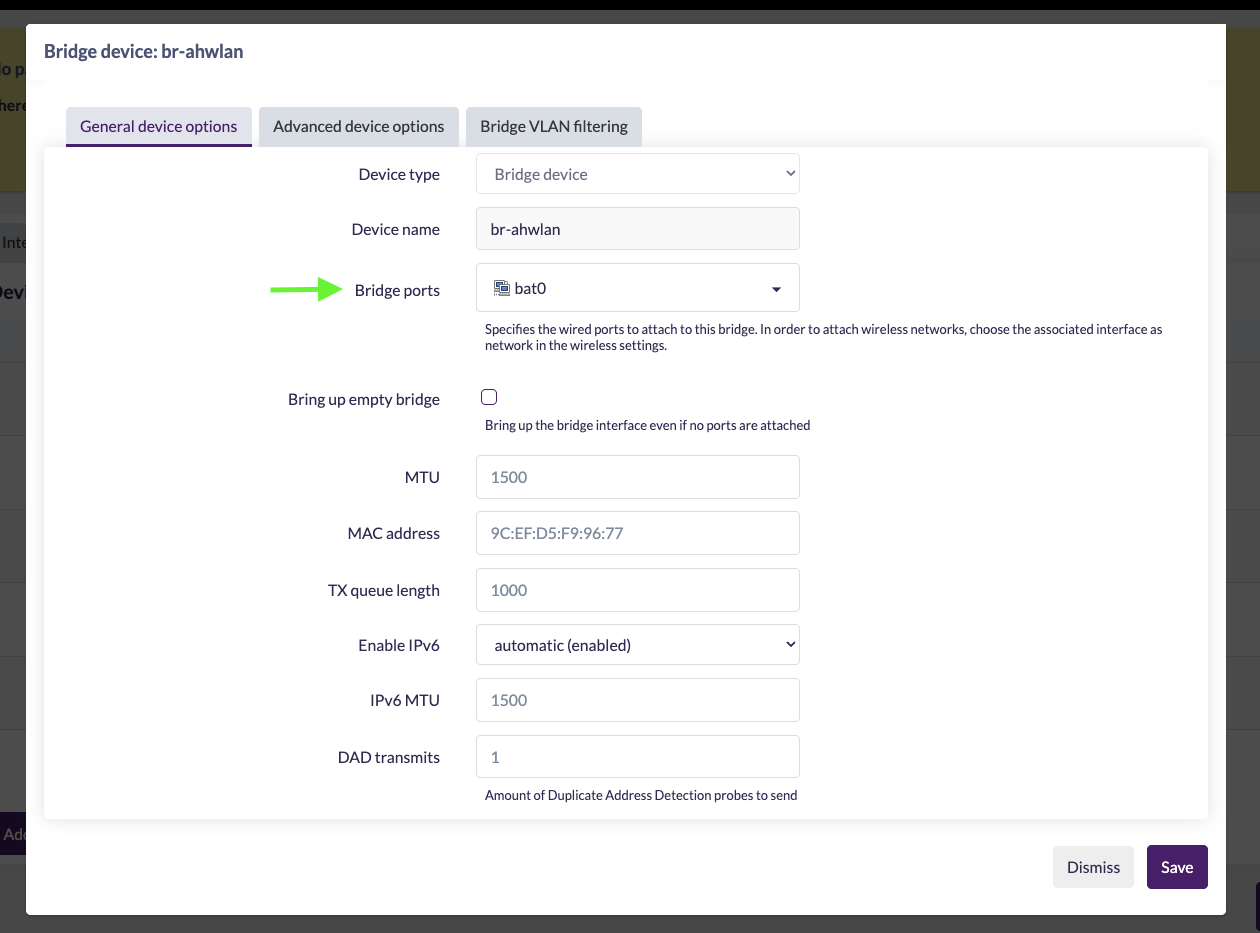 Bridge device: br-ahwlan
General device options
Advanced device options
Bridge VLAN filtering
Device type
Bridge device
Device name
br-ahwlan
Bridge ports
bat0
Specifies the wired ports to attach to this bridge. In order to attach wireless networks, choose the associated interface as
network in the wireless settings.
Bring up empty bridge
Bring up the bridge interface even if no ports are attached
MTU
1500
MAC address
9C:EF:D5:F9:96:77
TX queue length
1000
Enable IPv6
automatic (enabled)
IPv6 MTU
1500
DAD transmits
1
Amount of Duplicate Address Detection probes to send
Dismiss
Save